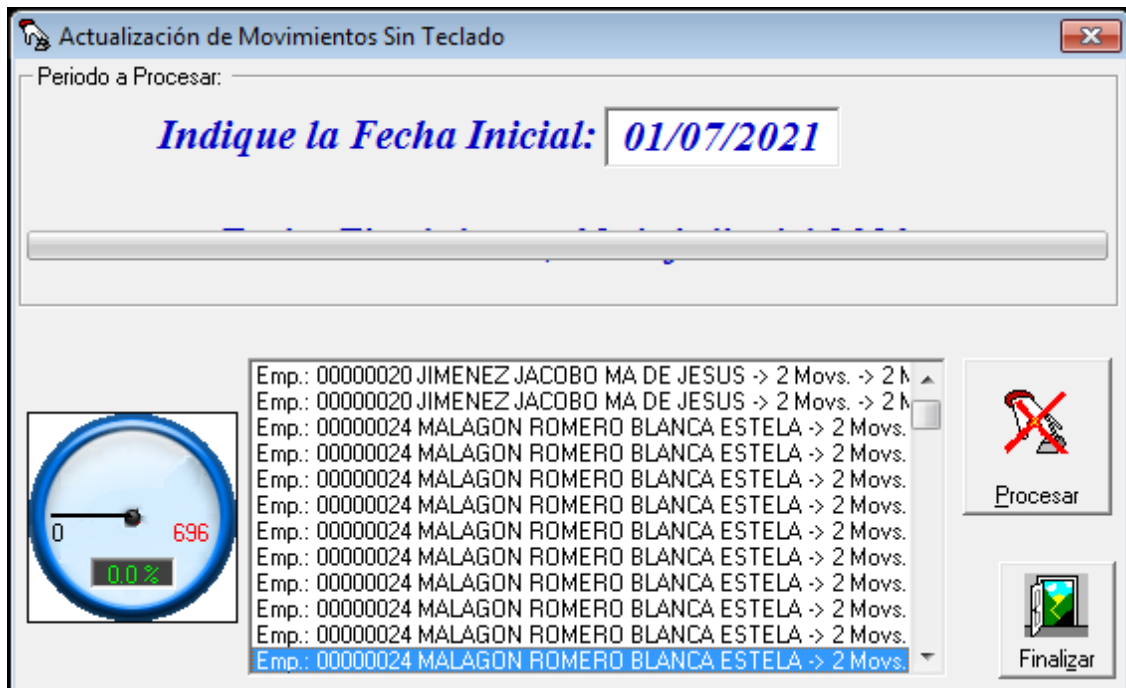 Actualización de Movimientos Sin Teclado
Periodo a Procesar:
Indique la Fecha Inicial: 01/07/2021
Emp.: 00000020 JIMENEZ JACOBO MA DE JESUS -> 2 Movs. -> 2 M
Emp.: 00000020 JIMENEZ JACOBO MA DE JESUS -> 2 Movs. -> 2 M
Emp.: 00000024 MALAGON ROMERO BLANCA ESTELA -> 2 Movs.
Emp.: 00000024 MALAGON ROMERO BLANCA ESTELA -> 2 Movs.
Emp.: 00000024 MALAGON ROMERO BLANCA ESTELA -> 2 Movs.
Emp.: 00000024 MALAGON ROMERO BLANCA ESTELA -> 2 Movs.
Emp.: 00000024 MALAGON ROMERO BLANCA ESTELA -> 2 Movs.
Emp.: 00000024 MALAGON ROMERO BLANCA ESTELA -> 2 Movs.
Emp.: 00000024 MALAGON ROMERO BLANCA ESTELA -> 2 Movs.
Emp.: 00000024 MALAGON ROMERO BLANCA ESTELA -> 2 Movs.
Emp.: 00000024 MALAGON ROMERO BLANCA ESTELA -> 2 Movs.
Emp.: 00000024 MALAGON ROMERO BLANCA ESTELA -> 2 Movs.
0 696
0.0 %
Procesar
Finalizar